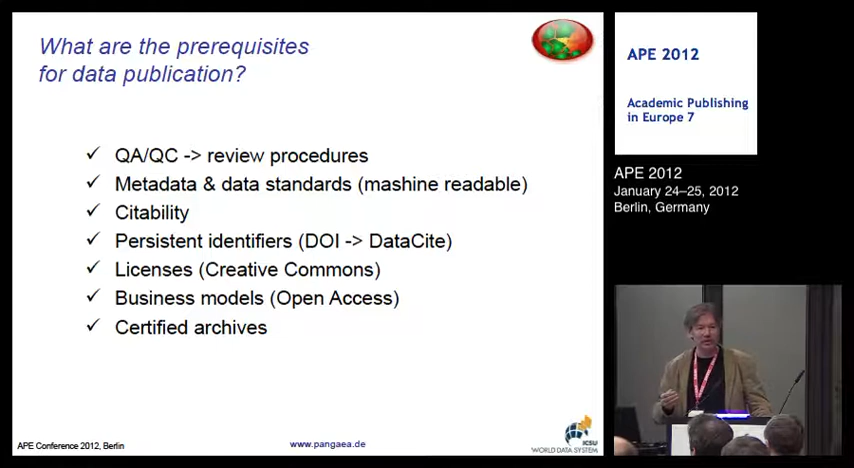 What are the prerequisites
for data publication?
QA/QC -> review procedures
Metadata & data standards (mashine readable)
Citability
Persistent identifiers (DOI -> DataCite)
Licenses (Creative Commons)
Business models (Open Access)
Certified archives
APE Conference 2012, Berlin
www.pangaea.de
ICSU
WORLD DATA SYSTEM
APE 2012
Academic Publishing
in Europe 7
APE 2012
January 24–25, 2012
Berlin, Germany